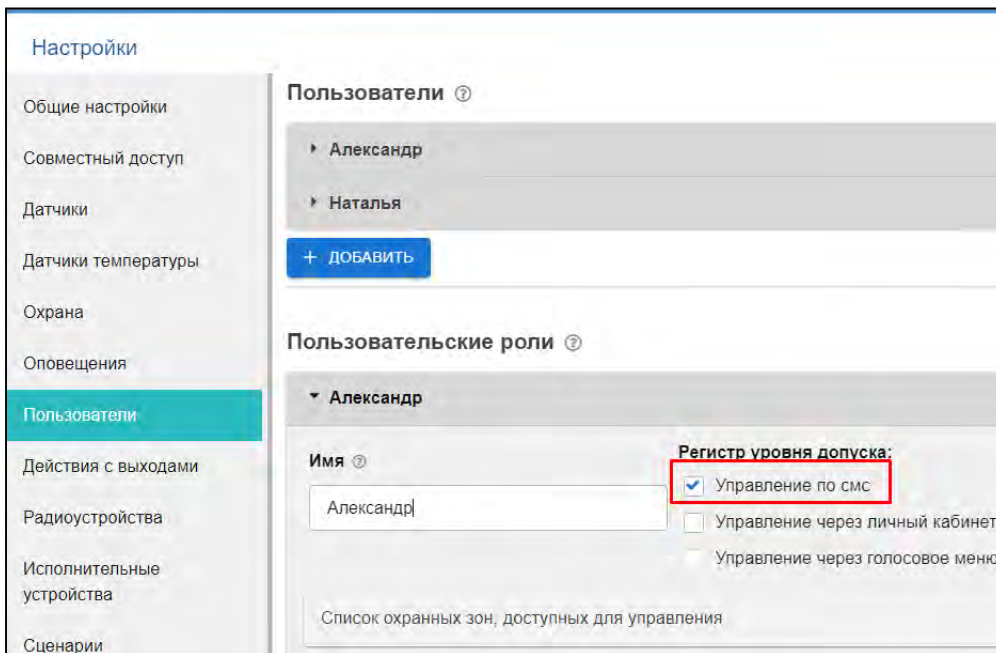 Настройки
Общие настройки
Совместный доступ
Датчики
Датчики температуры
Охрана
Оповещения
Пользователи
Действия с выходами
Радиоустройства
Исполнительные
устройства
Сценарии
Пользователи
Александр
Наталья
+ ДОБАВИТЬ
Пользовательские роли
Александр
Имя
Александр
Регистр уровня допуска:
Управление по смс
Управление через личный кабинет
Управление через голосовое меню
Список охранных зон, доступных для управления